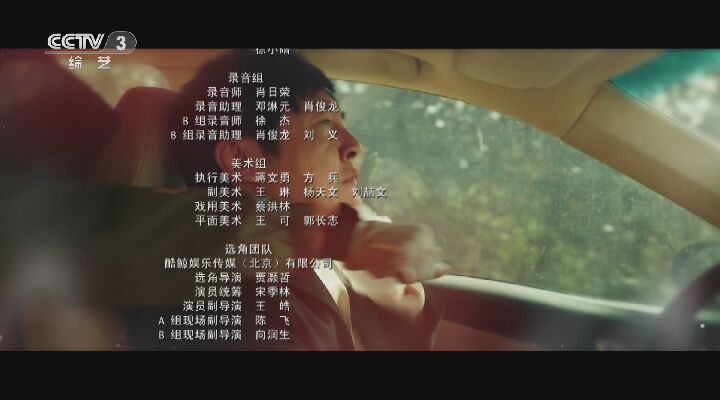 CCTV 3
综艺
录音组
录音师 肖日荣
录音助理 邓淋元 肖俊龙
B 组录音师 徐 杰
B 组录音助理 肖俊龙 刘 义
美术组
执行美术 蒋文勇 方 兵
副美术 王 琳 杨天文 刘喆文
戏用美术 蔡洪林
平面美术 王 可 郭长志
选角团队
酷鲸娱乐传媒（北京）有限公司
选角导演 贾灏哲
演员统筹 宋季林
演员副导演 王 皓
A 组现场副导演 陈 飞
B 组现场副导演 向润生